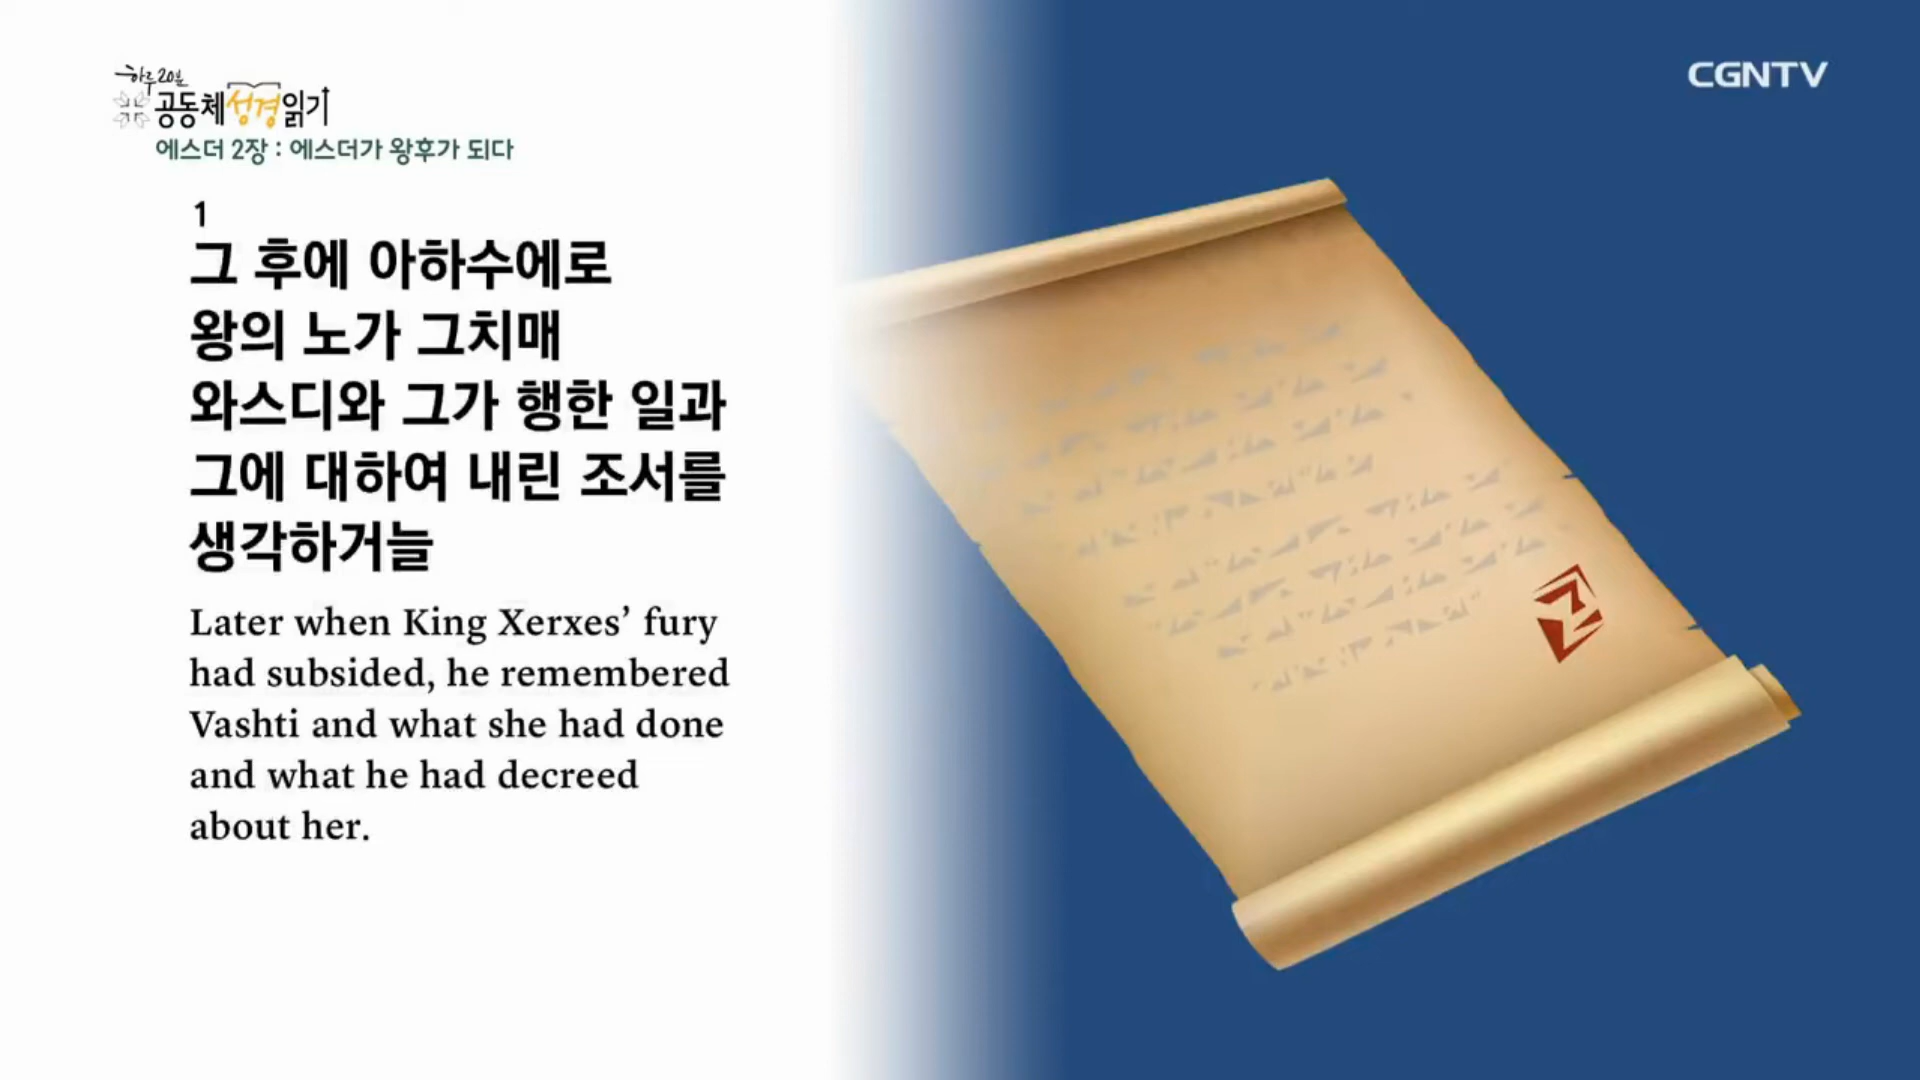 하루 20분
공동체성경읽기
CGNTV
에스더 2장 : 에스더가 왕후가 되다
1
그 후에 아하수에로
왕의 노가 그치매
와스디와 그가 행한 일과
그에 대하여 내린 조서를
생각하거늘
Later when King Xerxes’ fury
had subsided, he remembered
Vashti and what she had done
and what he had decreed
about her.